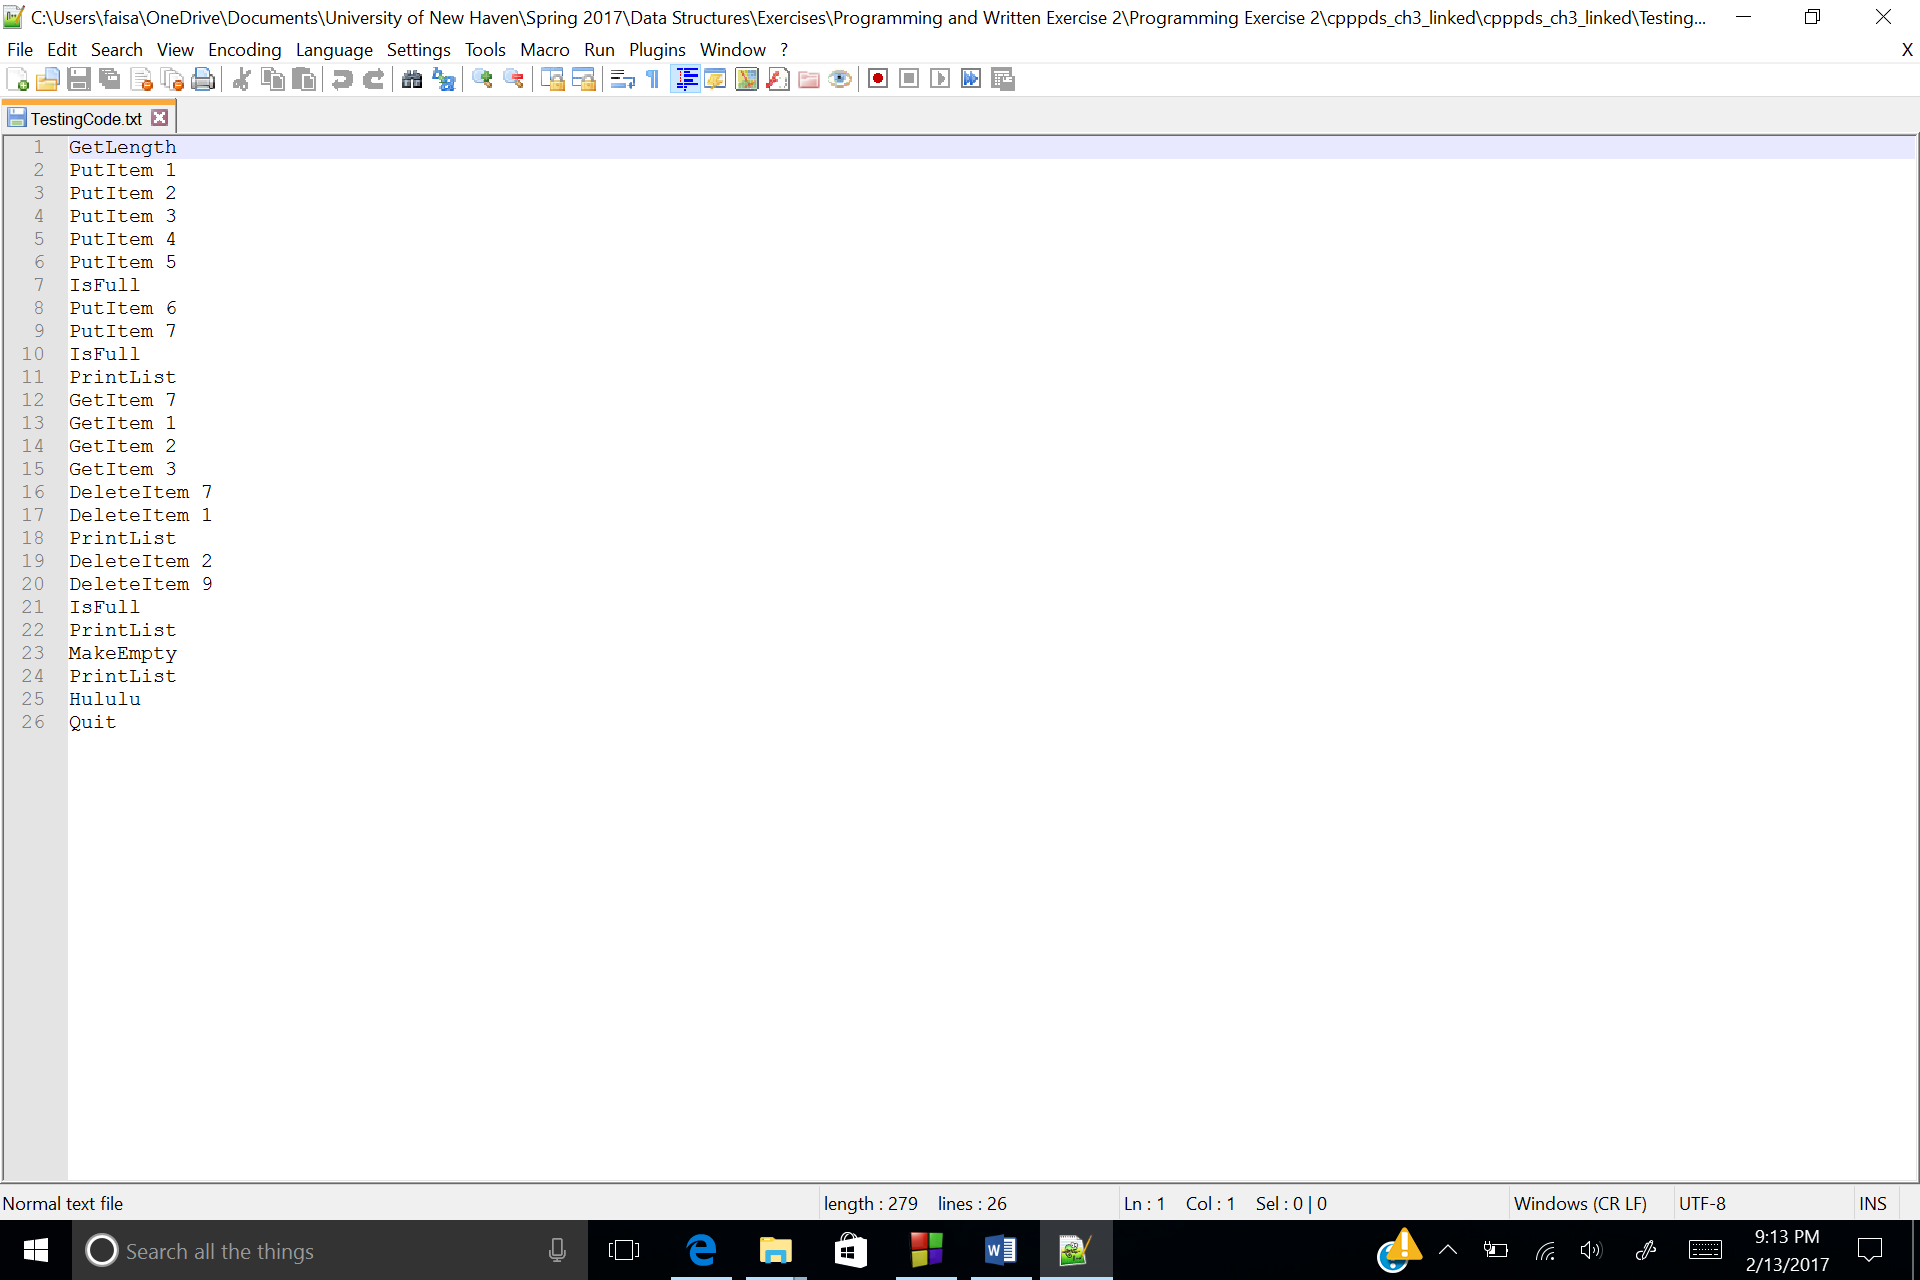 C:\Users\faisa\OneDrive\Documents\University of New Haven\Spring 2017\Data Structures\Exercises\Programming and Written Exercise 2\Programming Exercise 2\cpppds_ch3_linked\cpppds_ch3_linked\Testing...
File Edit Search View Encoding Language Settings Tools Macro Run Plugins Window ? X
TestingCode.txt
1 GetLength
2 PutItem 1
3 PutItem 2
4 PutItem 3
5 PutItem 4
6 PutItem 5
7 IsFull
8 PutItem 6
9 PutItem 7
10 IsFull
11 PrintList
12 GetItem 7
13 GetItem 1
14 GetItem 2
15 GetItem 3
16 DeleteItem 7
17 DeleteItem 1
18 PrintList
19 DeleteItem 2
20 DeleteItem 9
21 IsFull
22 PrintList
23 MakeEmpty
24 PrintList
25 Hululu
26 Quit
Normal text file length : 279 lines : 26 Ln : 1 Col : 1 Sel : 0 | 0 Windows (CR LF) UTF-8 INS
Search all the things
9:13 PM
2/13/2017